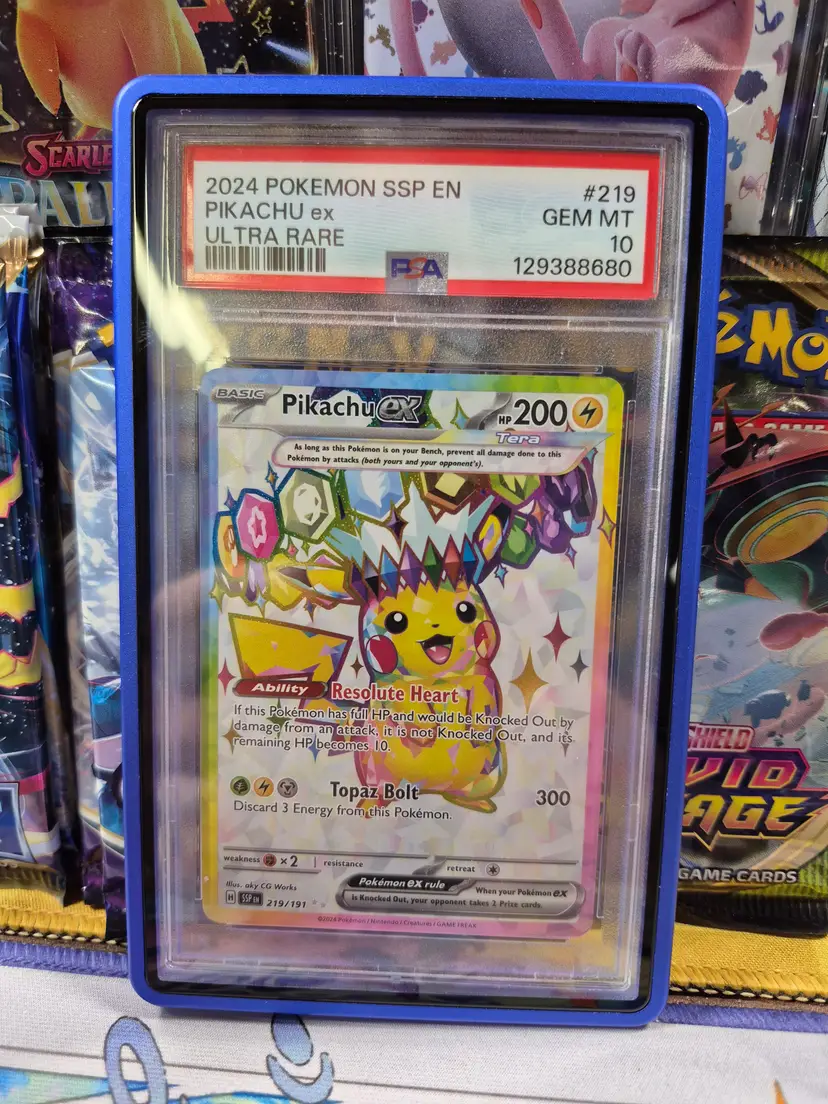 SCARLE
PAL
2024 POKEMON SSP EN #219
PIKACHU ex GEM MT
ULTRA RARE 10
PSA 129388680
BASIC Pikachu ex HP 200
Tera
As long as this Pokémon is on your Bench, prevent all damage done to this
Pokémon by attacks (both yours and your opponent's).
Ability Resolute Heart
If this Pokémon has full HP and would be Knocked Out by
damage from an attack, it is not Knocked Out, and its
remaining HP becomes 10.
Topaz Bolt 300
Discard 3 Energy from this Pokémon.
weakness ×2 resistance retreat
Illus. aky CG Works
Pokémon ex rule
When your Pokémon ex
is Knocked Out, your opponent takes 2 Prize cards.
H SSP EN 219/191
©2024 Pokémon / Nintendo / Creatures / GAME FREAK
éMO
SHIELD
VID
AGE
GAME CARDS